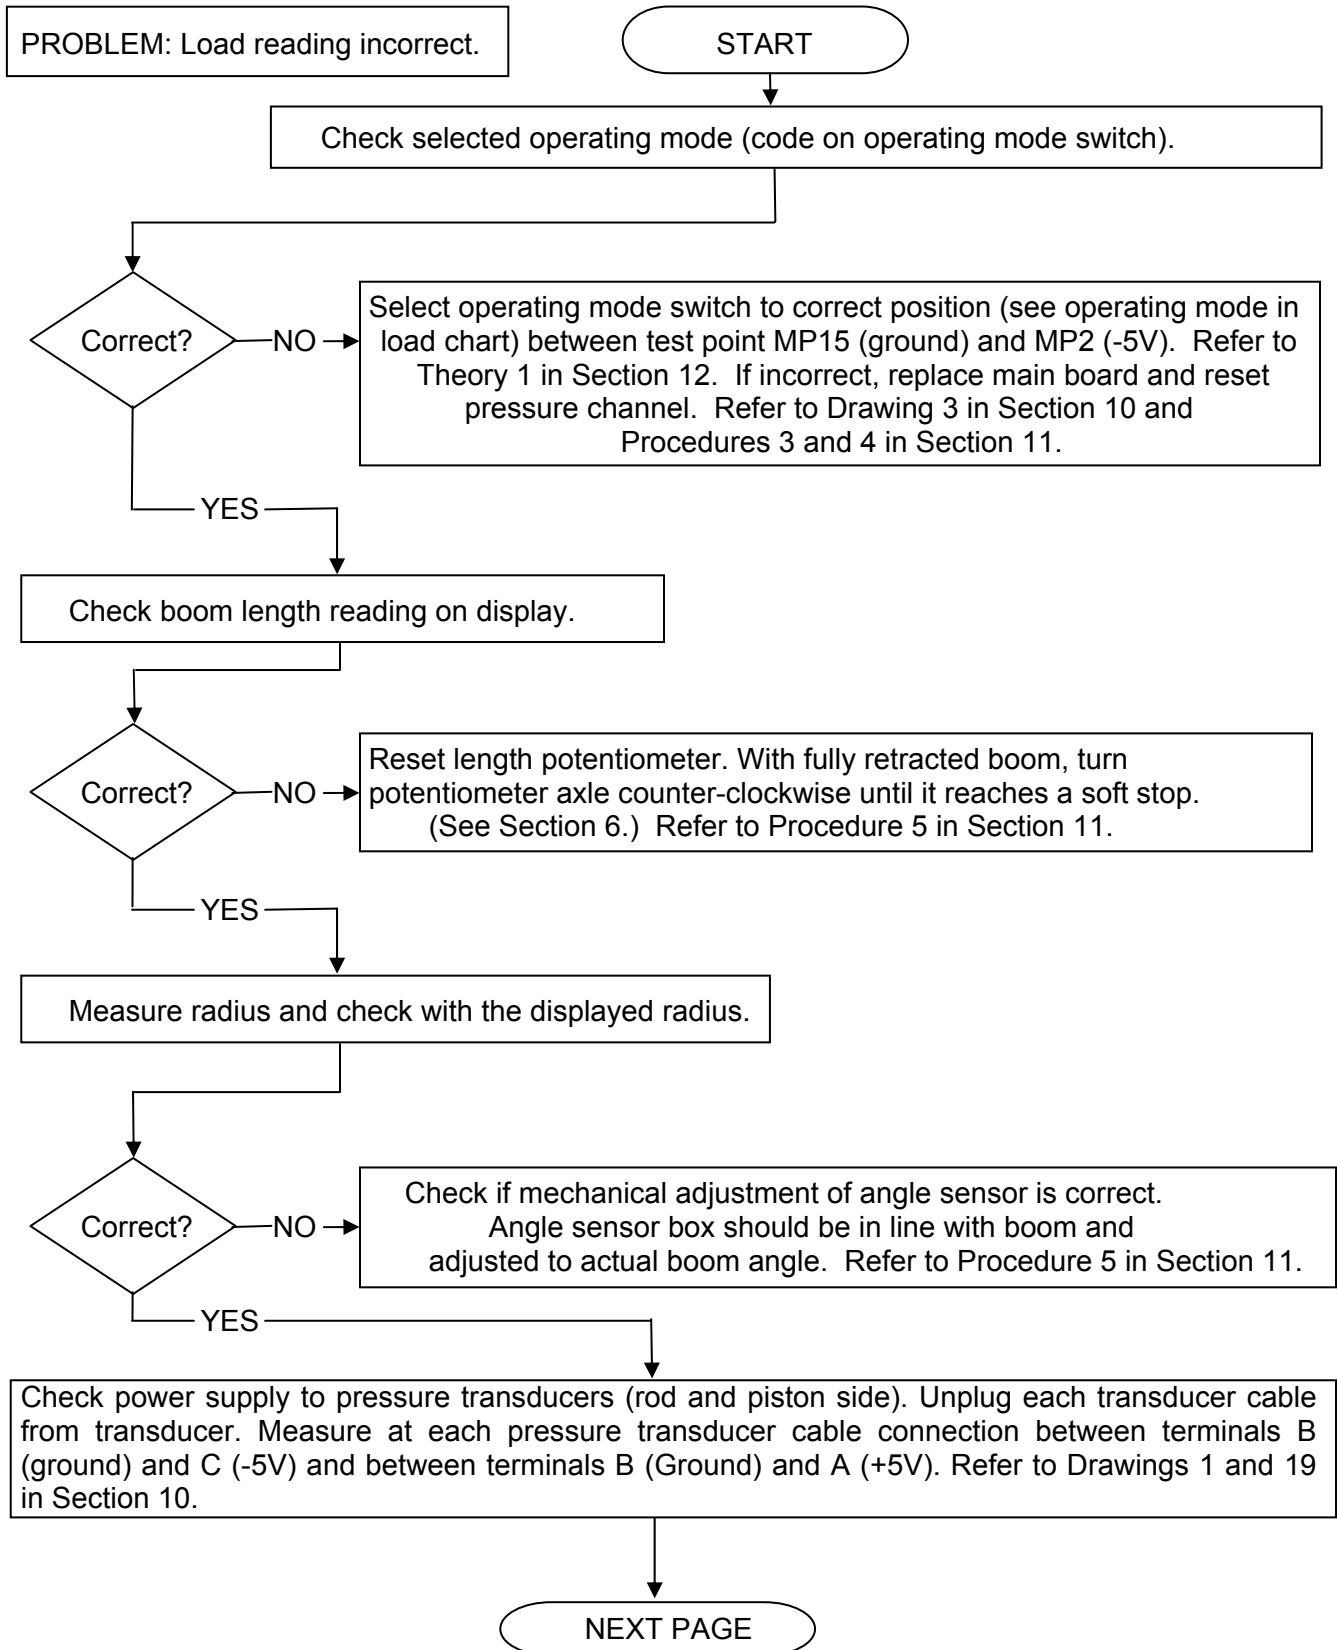 PROBLEM: Load reading incorrect.
START
Check selected operating mode (code on operating mode switch).
Correct?
NO
Select operating mode switch to correct position (see operating mode in
load chart) between test point MP15 (ground) and MP2 (-5V). Refer to
Theory 1 in Section 12. If incorrect, replace main board and reset
pressure channel. Refer to Drawing 3 in Section 10 and
Procedures 3 and 4 in Section 11.
YES
Check boom length reading on display.
Correct?
NO
Reset length potentiometer. With fully retracted boom, turn
potentiometer axle counter-clockwise until it reaches a soft stop.
(See Section 6.) Refer to Procedure 5 in Section 11.
YES
Measure radius and check with the displayed radius.
Correct?
NO
Check if mechanical adjustment of angle sensor is correct.
Angle sensor box should be in line with boom and
adjusted to actual boom angle. Refer to Procedure 5 in Section 11.
YES
Check power supply to pressure transducers (rod and piston side). Unplug each transducer cable
from transducer. Measure at each pressure transducer cable connection between terminals B
(ground) and C (-5V) and between terminals B (Ground) and A (+5V). Refer to Drawings 1 and 19
in Section 10.
NEXT PAGE